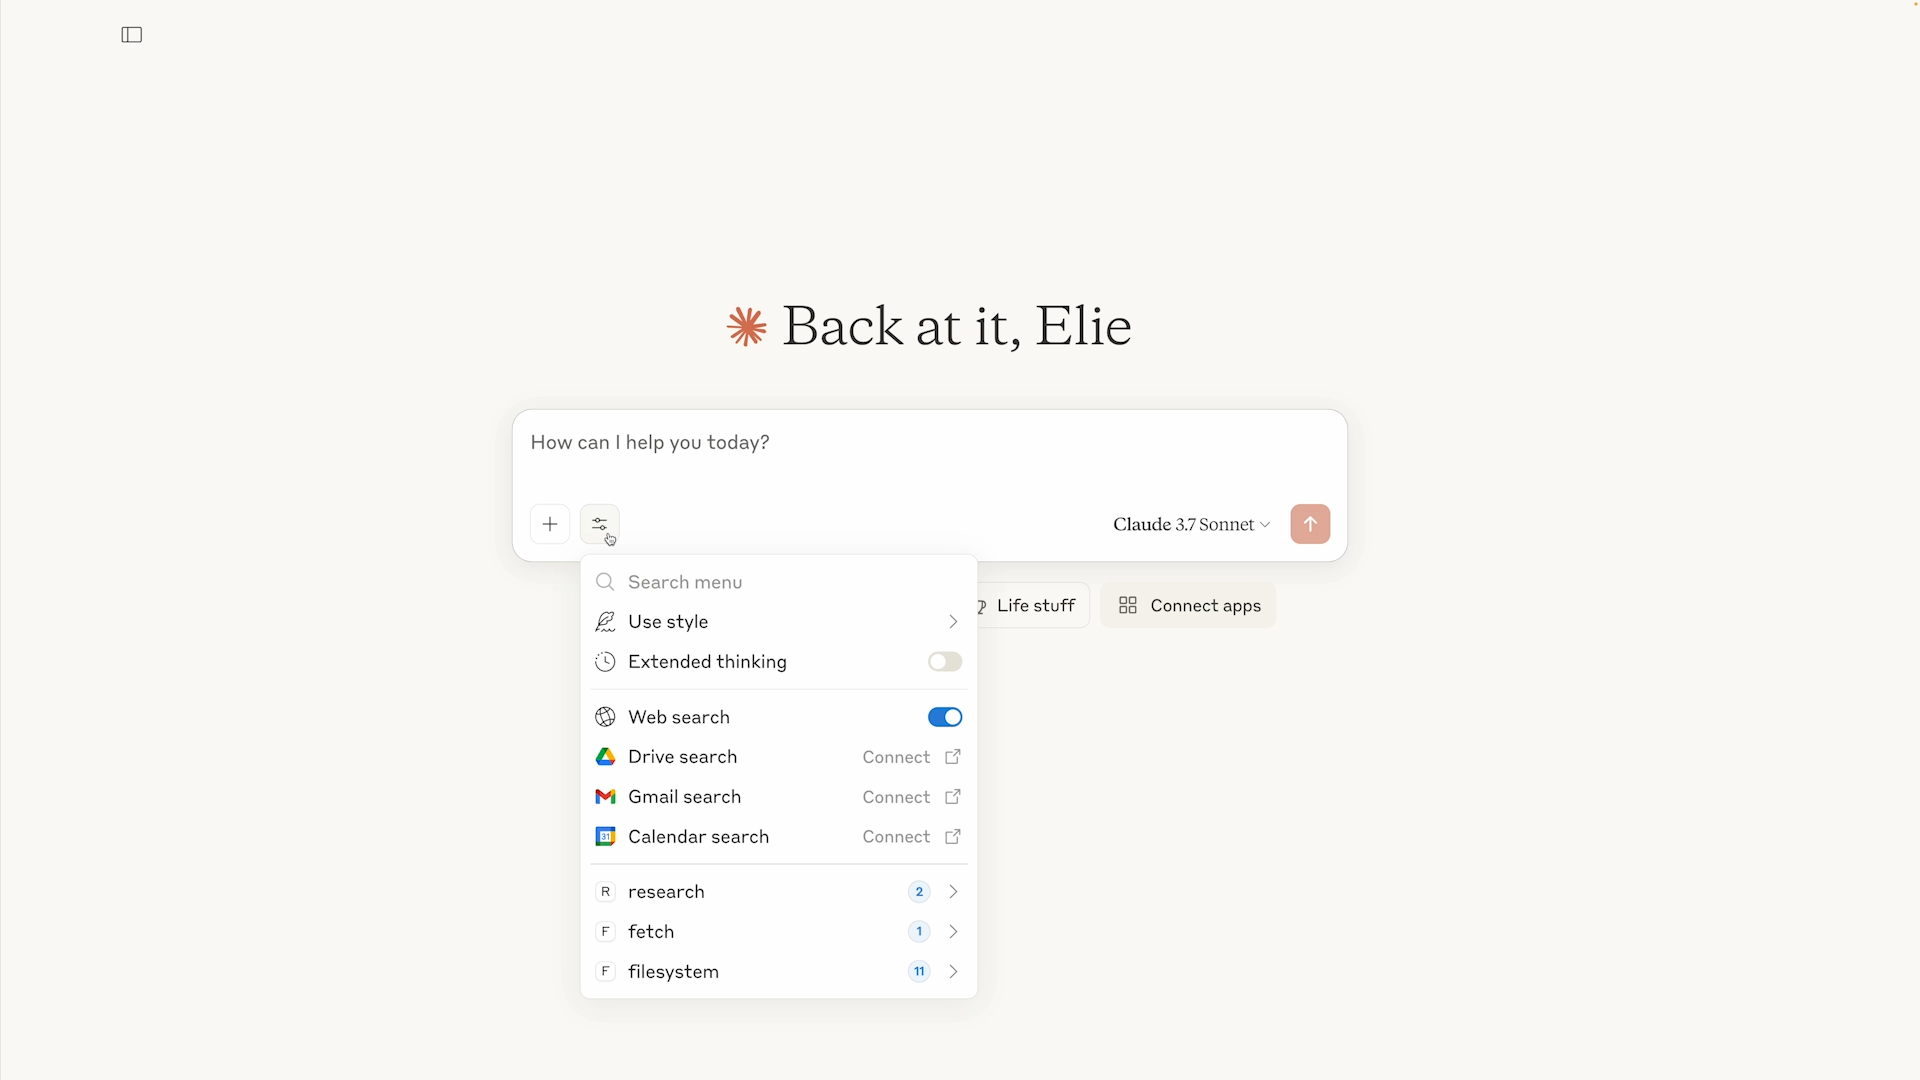 Back at it, Elie
How can I help you today?
Claude 3.7 Sonnet
Search menu
Use style
Life stuff
Connect apps
Extended thinking
Web search
Drive search Connect
Gmail search Connect
31 Calendar search Connect
R research 2
F fetch 1
F filesystem 11